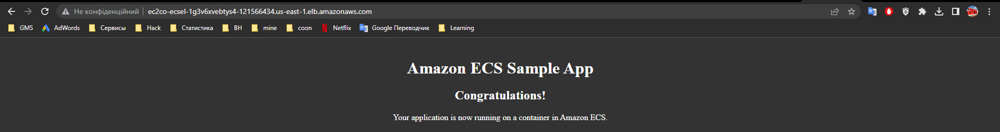 Не конфіденційний ec2co-ecsel-1g3v6xvebtys4-121566434.us-east-1.elb.amazonaws.com
GMS AdWords Сервисы Hack Статистика BH mine coon Netflix Google Переводчик Learning
Amazon ECS Sample App
Congratulations!
Your application is now running on a container in Amazon ECS.